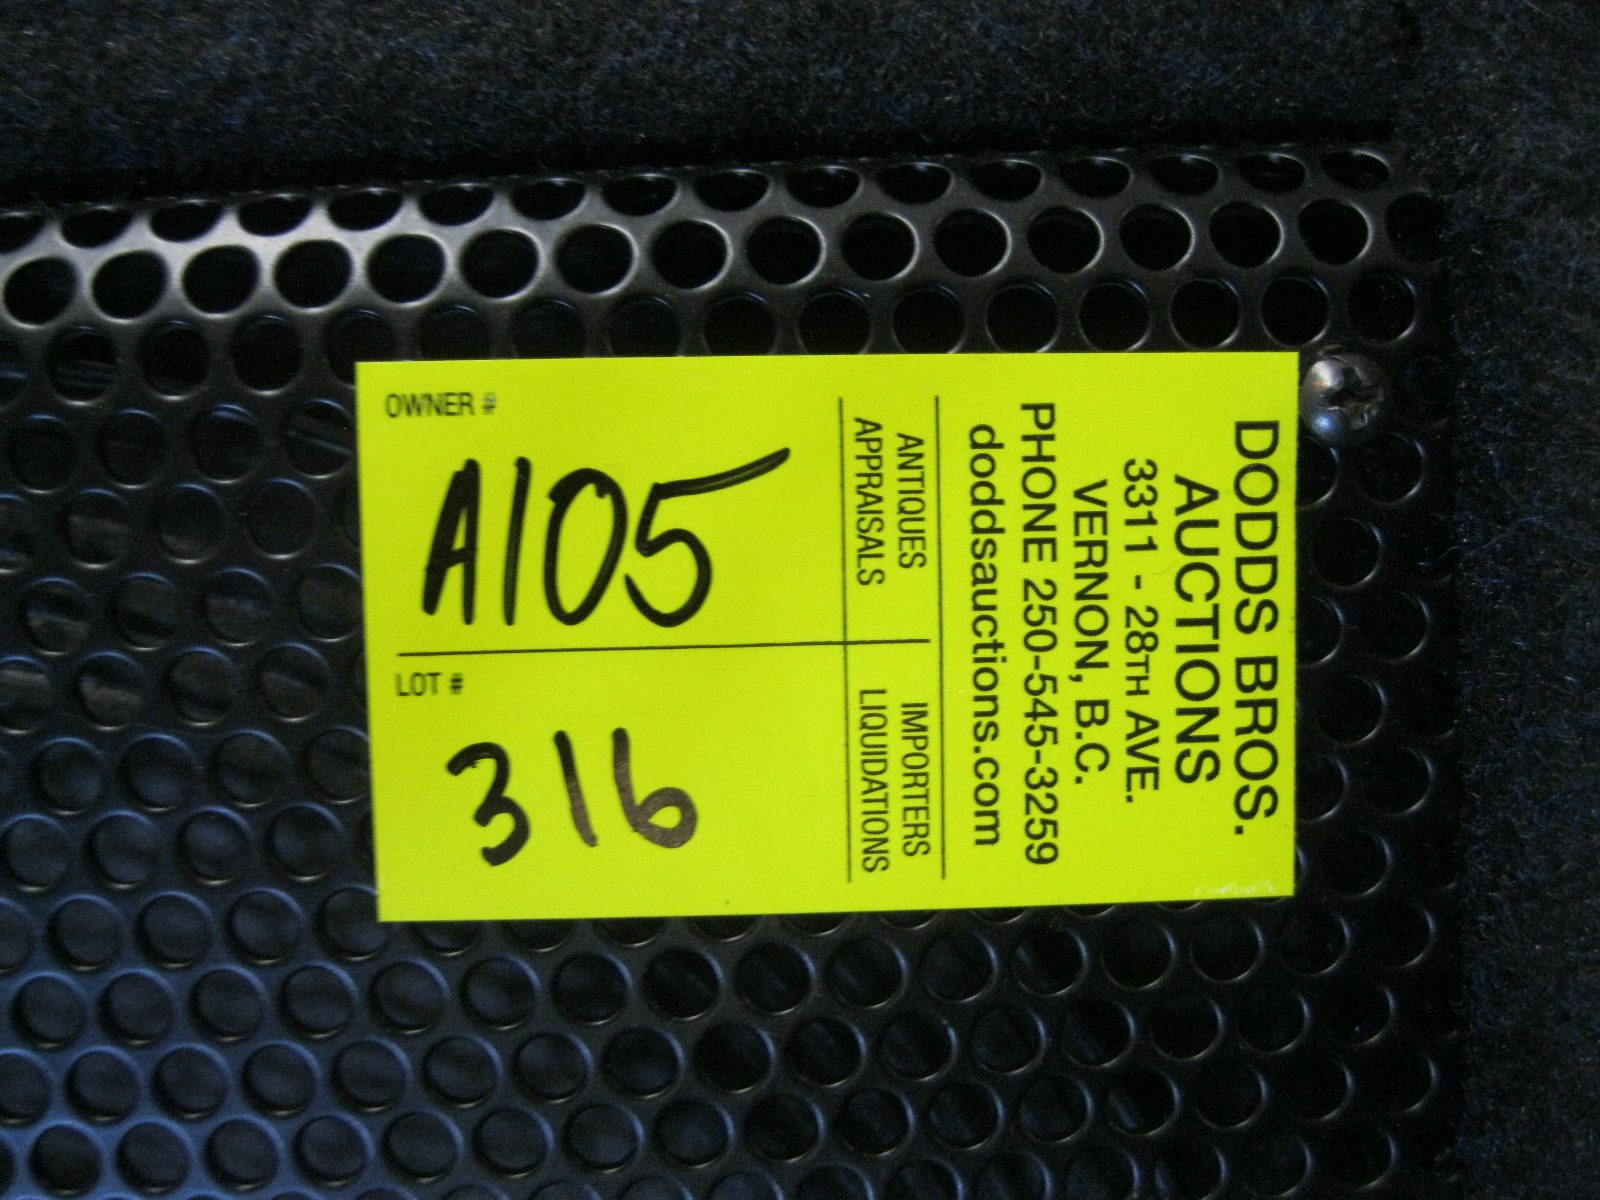 DODDS BROS.
AUCTIONS
3311 - 28TH AVE.
VERNON, B.C.
PHONE 250-545-3259
doddsauctions.com
ANTIQUES
APPRAISALS
IMPORTERS
LIQUIDATIONS
OWNER #
A105
LOT #
316